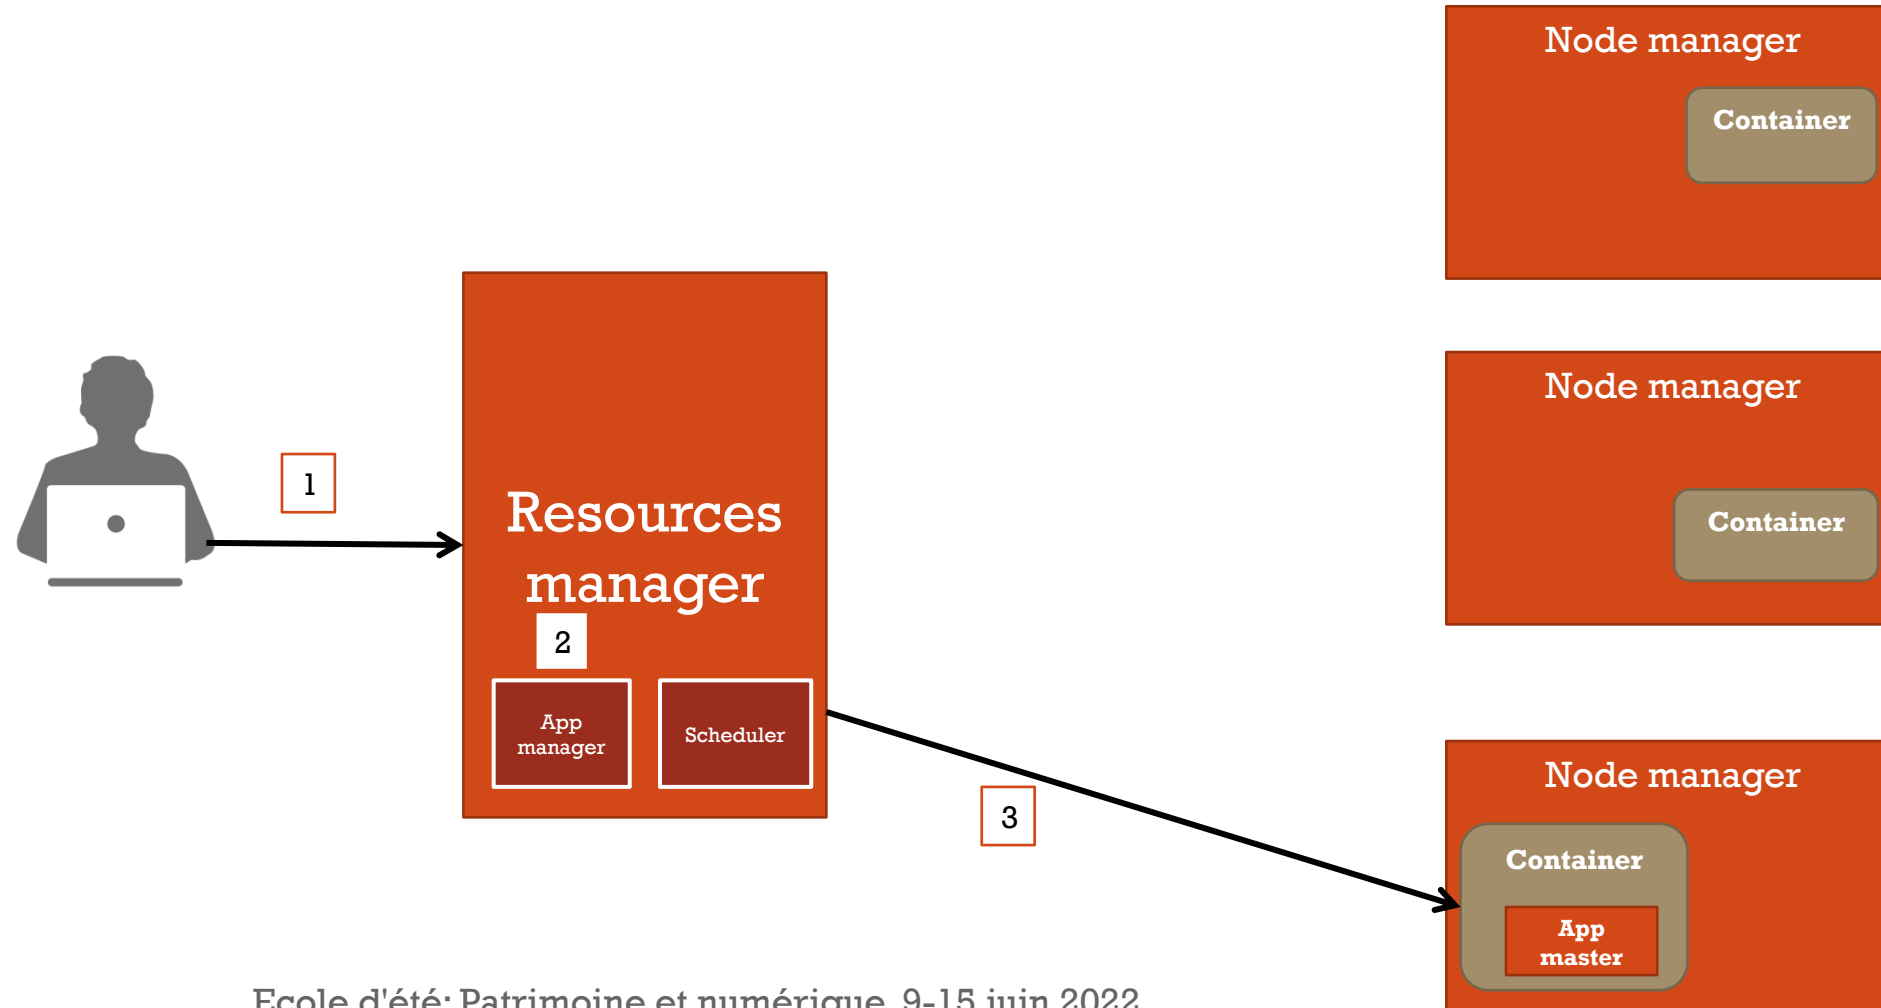 Node manager
Container
Node manager
Container
1
Resources
manager
2
App
manager
Scheduler
3
Node manager
Container
App
master
Ecole d'été: Patrimoine et numérique, 9-15 juin 2022